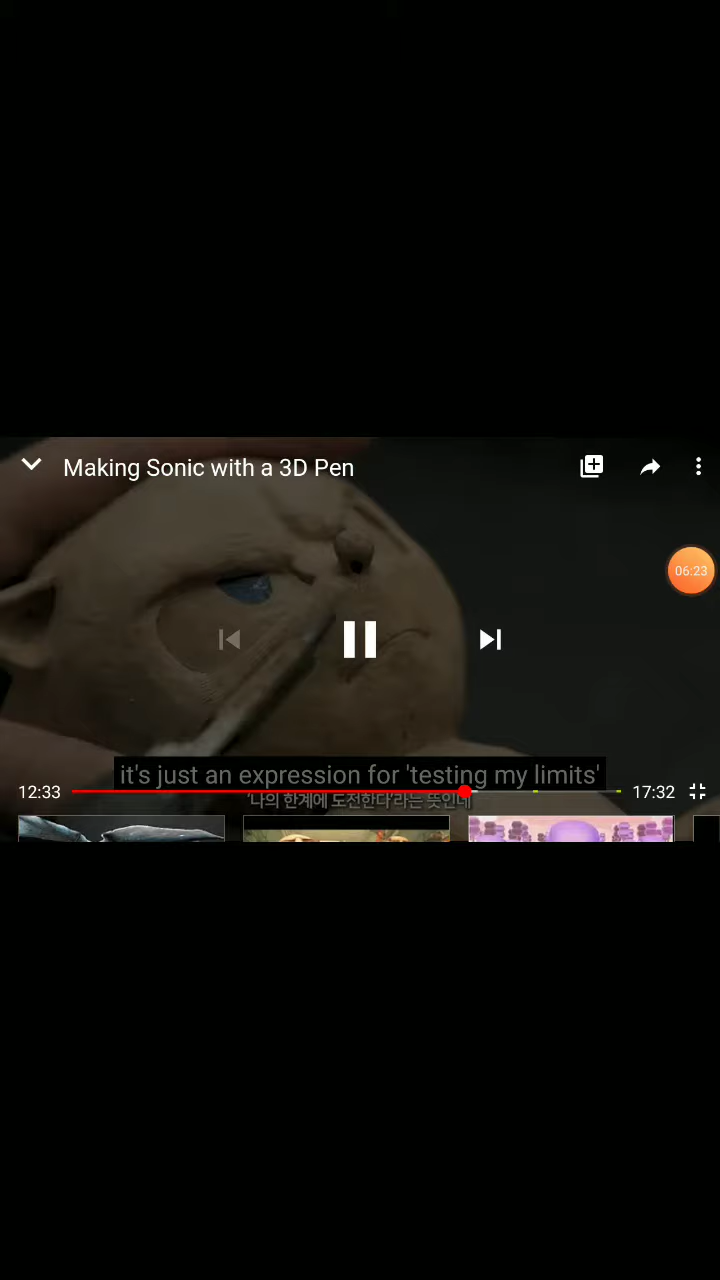 Making Sonic with a 3D Pen
06:23
it's just an expression for 'testing my limits'
12:33
17:32
'나의 한계에 도전한다'라는 뜻인데